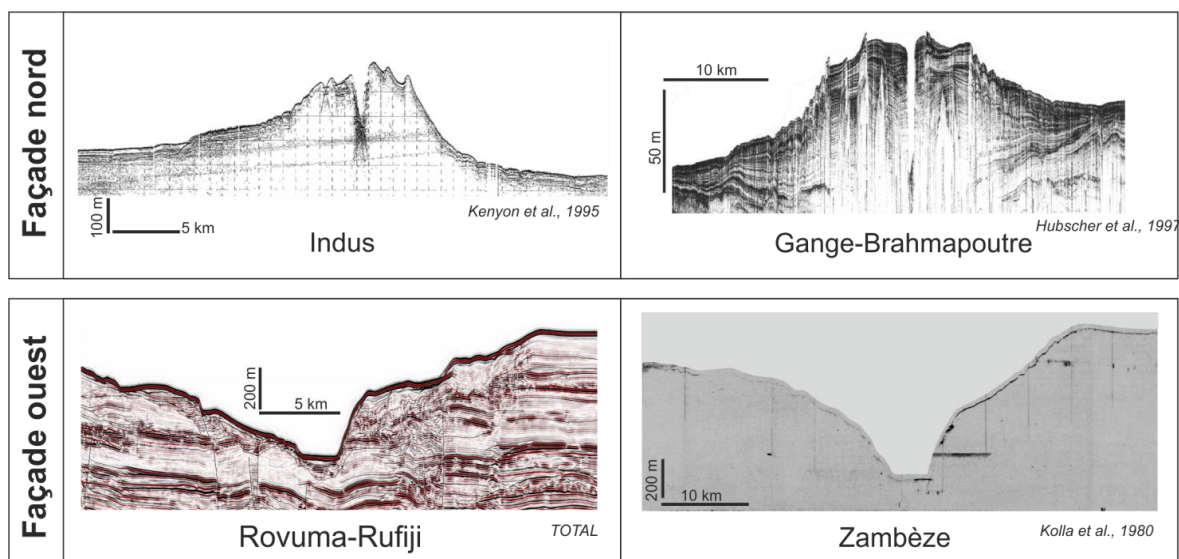 Façade nord
100 m
5 km
Kenyon et al., 1995
Indus
10 km
50 m
Hubscher et al., 1997
Gange-Brahmapoutre
Façade ouest
200 m
5 km
Rovuma-Rufiji
TOTAL
200 m
10 km
Zambèze
Kolla et al., 1980